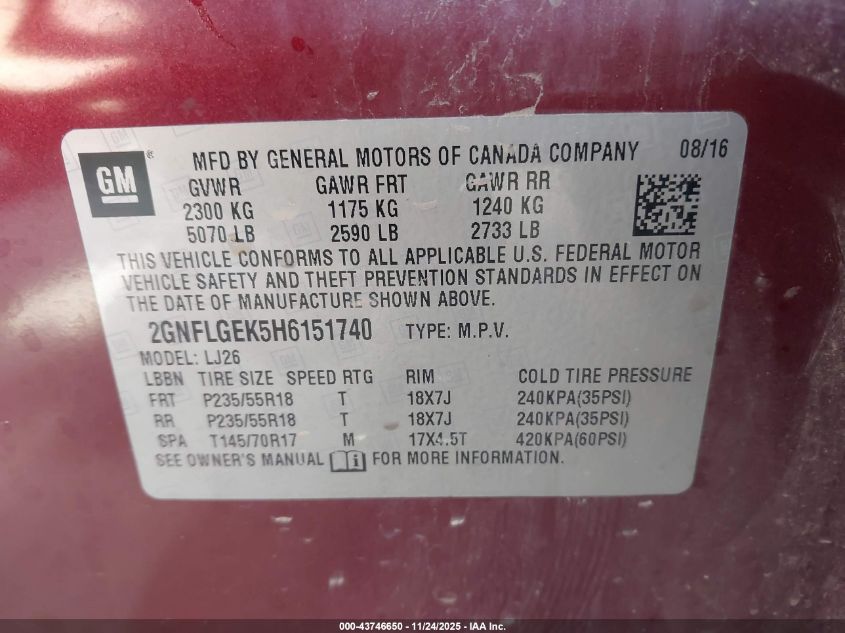 GM
MFD BY GENERAL MOTORS OF CANADA COMPANY 08/16
GVWR GAWR FRT GAWR RR
2300 KG 1175 KG 1240 KG
5070 LB 2590 LB 2733 LB
THIS VEHICLE CONFORMS TO ALL APPLICABLE U.S. FEDERAL MOTOR
VEHICLE SAFETY AND THEFT PREVENTION STANDARDS IN EFFECT ON
THE DATE OF MANUFACTURE SHOWN ABOVE.
2GNFLGEK5H6151740 TYPE: M.P.V.
MODEL: LJ26
LBBN TIRE SIZE SPEED RTG RIM COLD TIRE PRESSURE
FRT P235/55R18 T 18X7J 240KPA(35PSI)
RR P235/55R18 T 18X7J 240KPA(35PSI)
SPA T145/70R17 M 17X4.5T 420KPA(60PSI)
SEE OWNER'S MANUAL FOR MORE INFORMATION.
000-43746650 - 11/24/2025 - IAA Inc.